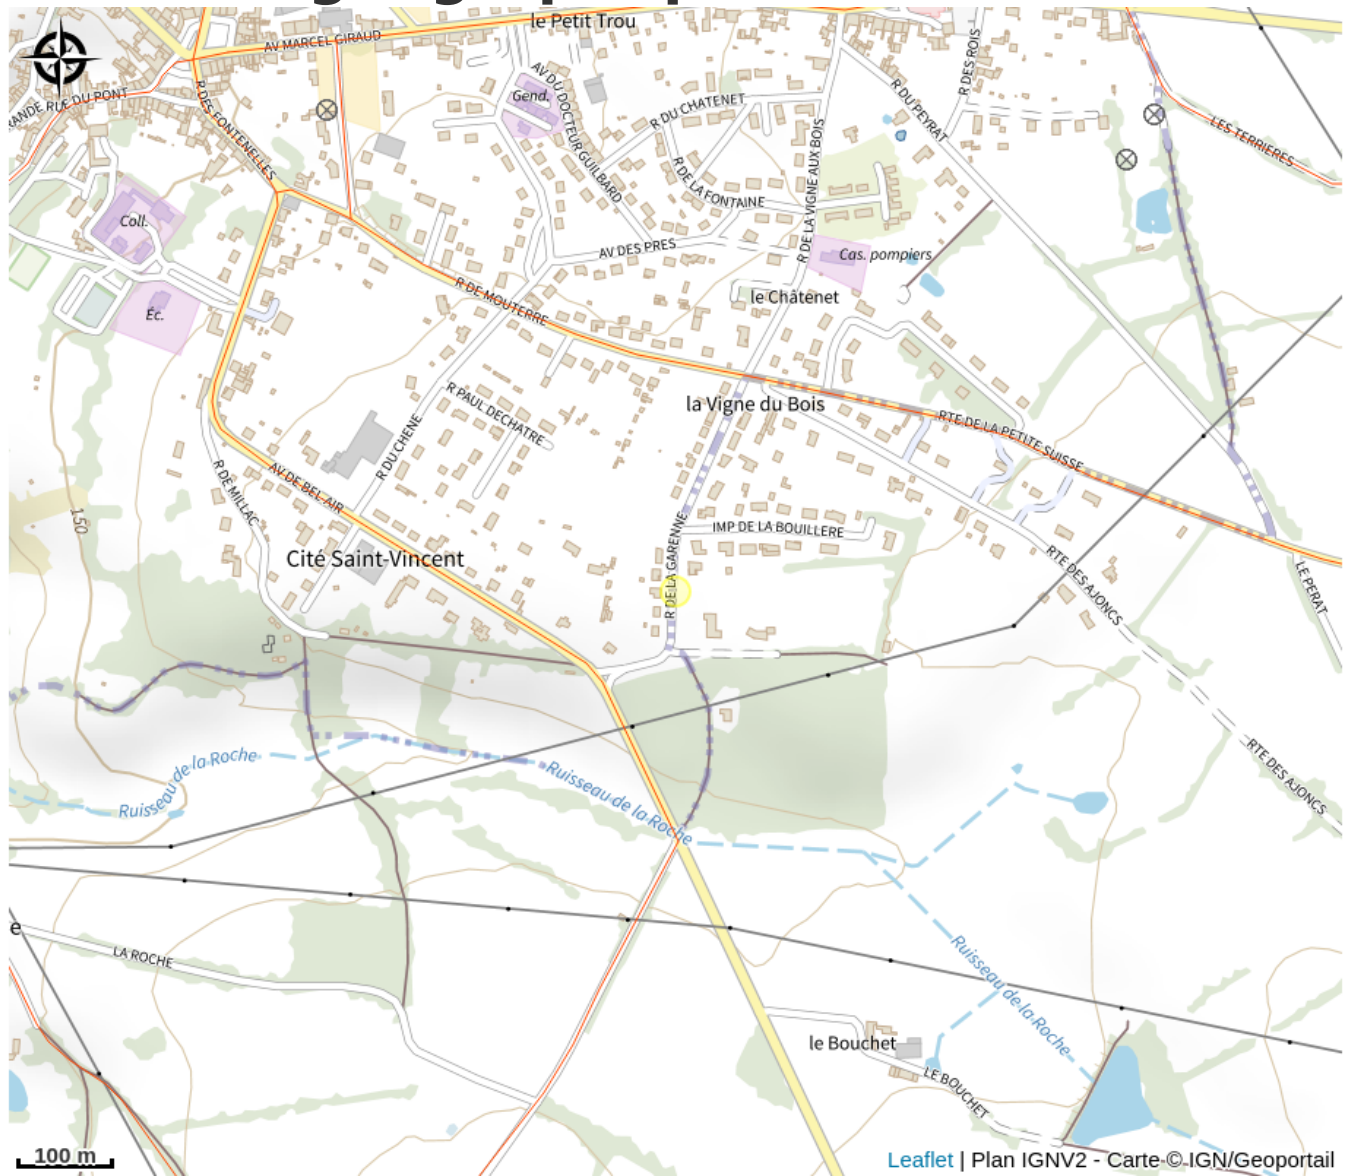 le Petit Trou
AV MARCEL GIRAUD
R DES ROIS
AV DU DOCTEUR GUILBARD
Gend.
R DU PEYRAT
RANDE RUE DU PONT
R DES FONTENELLES
R DU CHATENET
LES TERRIERES
R DE LA VIGNE AUX BOIS
R DE LA FONTAINE
Coll.
AV DES PRES
Cas. pompiers
R DE MOUTERRE
le Châtenet
Éc.
R PAUL DECHATRE
la Vigne du Bois
RTE DE LA PETITE SUISSE
R DU CHENE
AV DE BEL AIR
R DE MILLAC
150
IMP DE LA BOUILLERE
R DE LA GARENNE
Cité Saint-Vincent
RTE DES AJONCS
LE PERAT
Ruisseau de la Roche
Ruisseau de la Roche
RTE DES AJONCS
e
LA ROCHE
Ruisseau de la Roche
le Bouchet
LE BOUCHET
100 m
Leaflet | Plan IGNV2 - Carte © IGN/Geoportail